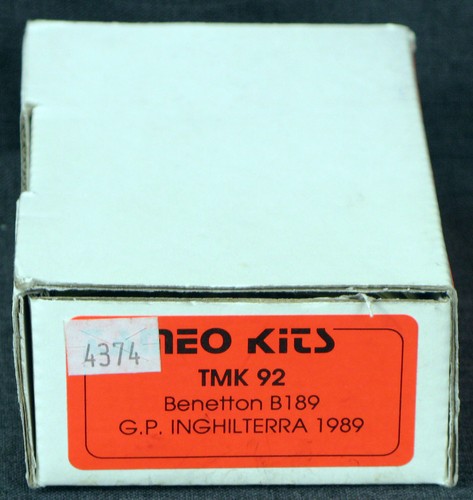 4374
MEO KITS
TMK 92
Benetton B189
G.P. INGHILTERRA 1989